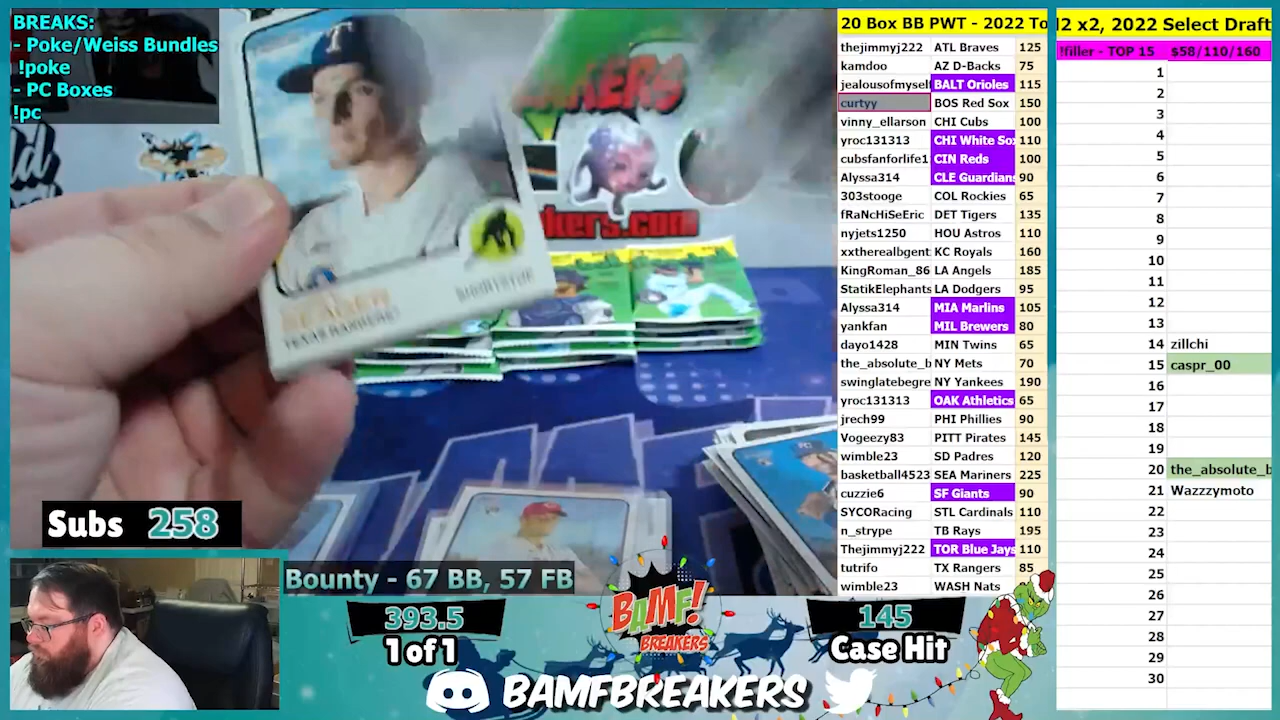 BREAKS:
- Poke/Weiss Bundles
!poke
- PC Boxes
!pc
Subs 258
Bounty - 67 BB, 57 FB
393.5
1 of 1
BAMF!
BREAKERS
145
Case Hit
BAMFBREAKERS
20 Box BB PWT - 2022 To
thejimmyj222 ATL Braves 125
kamdoo AZ D-Backs 75
jealousofmysel BALT Orioles 115
curtyy BOS Red Sox 150
vinny_ellarson CHI Cubs 100
yroc131313 CHI White Sox 110
cubsfanforlife1 CIN Reds 100
Alyssa314 CLE Guardians 90
303stooge COL Rockies 65
fRaNcHiSeEric DET Tigers 135
nyjets1250 HOU Astros 110
xxtherealbgent KC Royals 160
KingRoman_86 LA Angels 185
StatikElephants LA Dodgers 95
Alyssa314 MIA Marlins 105
yankfan MIL Brewers 80
dayo1428 MIN Twins 65
the_absolute_b NY Mets 70
swinglatebegre NY Yankees 190
yroc131313 OAK Athletics 65
jrech99 PHI Phillies 90
Vogeezy83 PITT Pirates 145
wimble23 SD Padres 120
basketball4523 SEA Mariners 225
cuzzie6 SF Giants 90
SYCORacing STL Cardinals 110
n_strype TB Rays 195
Thejimmyj222 TOR Blue Jays 110
tutrifo TX Rangers 85
wimble23 WASH Nats
l2 x2, 2022 Select Draft
!filler - TOP 15 $58/110/160
1
2
3
4
5
6
7
8
9
10
11
12
13
14 zillchi
15 caspr_00
16
17
18
19
20 the_absolute_b
21 Wazzzymoto
22
23
24
25
26
27
28
29
30